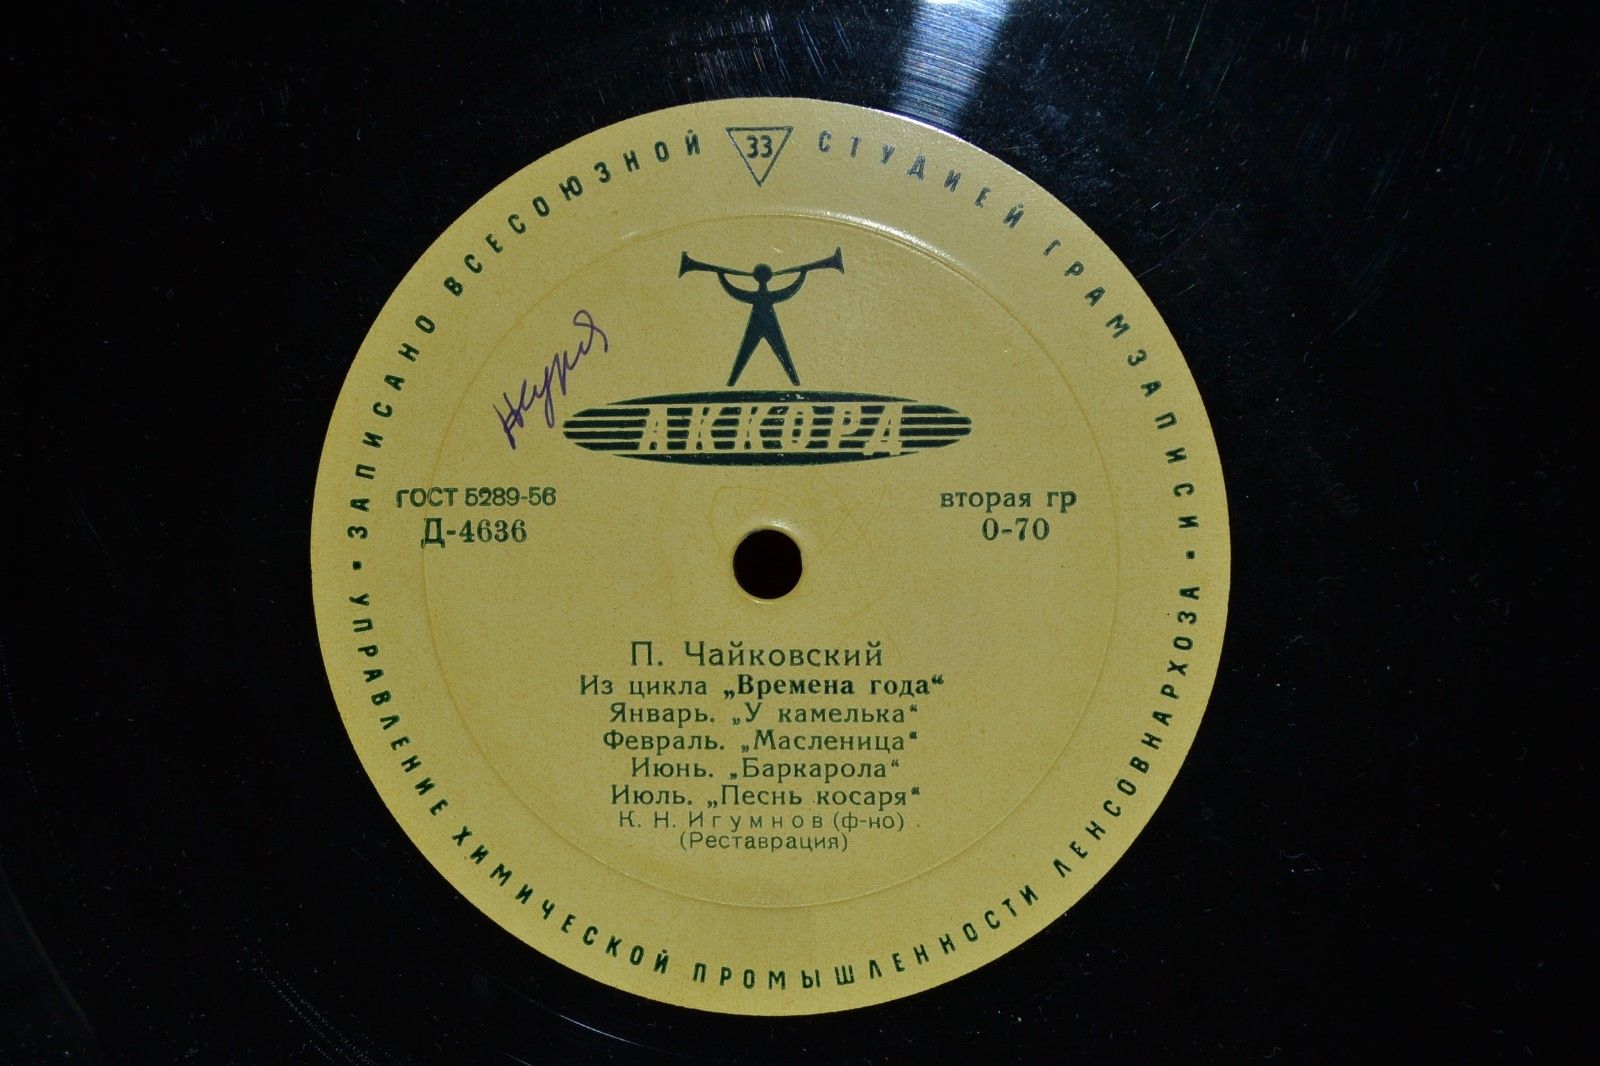 ЗАПИСАНО ВСЕСОЮЗНОЙ 33 СТУДИЕЙ ГРАМЗАПИСИ
АККОРД
ГОСТ 5289-56
Д-4636
вторая гр
0-70
П. Чайковский
Из цикла „Времена года“
Январь. „У камелька“
Февраль. „Масленица“
Июнь. „Баркарола“
Июль. „Песнь косаря“
К. Н. Игумнов (ф-но)
(Реставрация)
УПРАВЛЕНИЕ ХИМИЧЕСКОЙ ПРОМЫШЛЕННОСТИ ЛЕНСОВНАРХОЗА